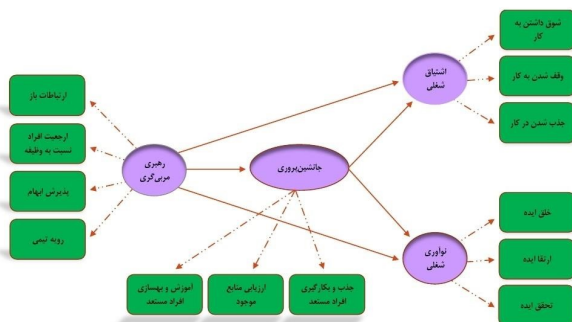 شوق داشتن به
کار
وقف شدن به کار
جذب شدن در کار
اشتیاق
شغلی
ارتباطات باز
ارجعیت افراد
نسبت به وظیفه
پذیرش ابهام
رویه تیمی
رهبری
مربی‌گری
جانشین‌پروری
نوآوری
شغلی
خلق ایده
ارتقا ایده
تحقق ایده
جذب و بکارگیری
افراد مستعد
ارزیابی منابع
موجود
آموزش و بهسازی
افراد مستعد